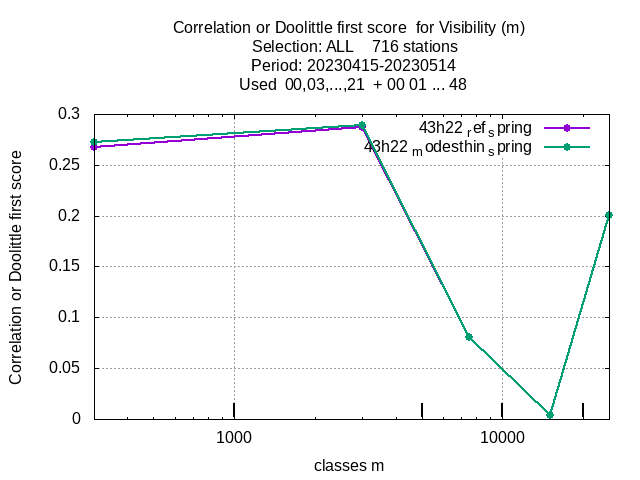 Correlation or Doolittle first score  for Visibility (m)
Selection: ALL    716 stations
Period: 20230415-20230514
Used  00,03,...,21  + 00 01 ... 48
0.3
0.25
0.2
0.15
0.1
0.05
0
Correlation or Doolittle first score
43h22 ref spring
43h22 modesthin spring
1000
10000
classes m